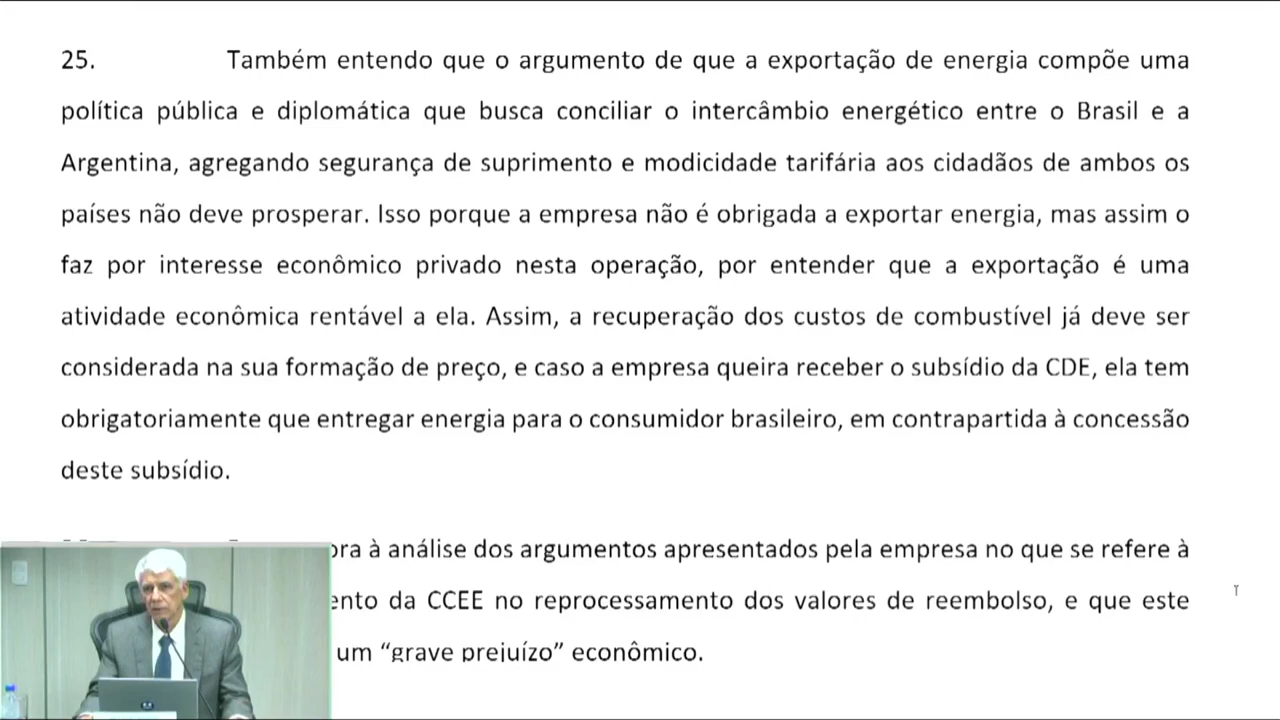 25. Também entendo que o argumento de que a exportação de energia compõe uma
política pública e diplomática que busca conciliar o intercâmbio energético entre o Brasil e a
Argentina, agregando segurança de suprimento e modicidade tarifária aos cidadãos de ambos os
países não deve prosperar. Isso porque a empresa não é obrigada a exportar energia, mas assim o
faz por interesse econômico privado nesta operação, por entender que a exportação é uma
atividade econômica rentável a ela. Assim, a recuperação dos custos de combustível já deve ser
considerada na sua formação de preço, e caso a empresa queira receber o subsídio da CDE, ela tem
obrigatoriamente que entregar energia para o consumidor brasileiro, em contrapartida à concessão
deste subsídio.
à análise dos argumentos apresentados pela empresa no que se refere à
da CCEE no reprocessamento dos valores de reembolso, e que este
um “grave prejuízo” econômico.